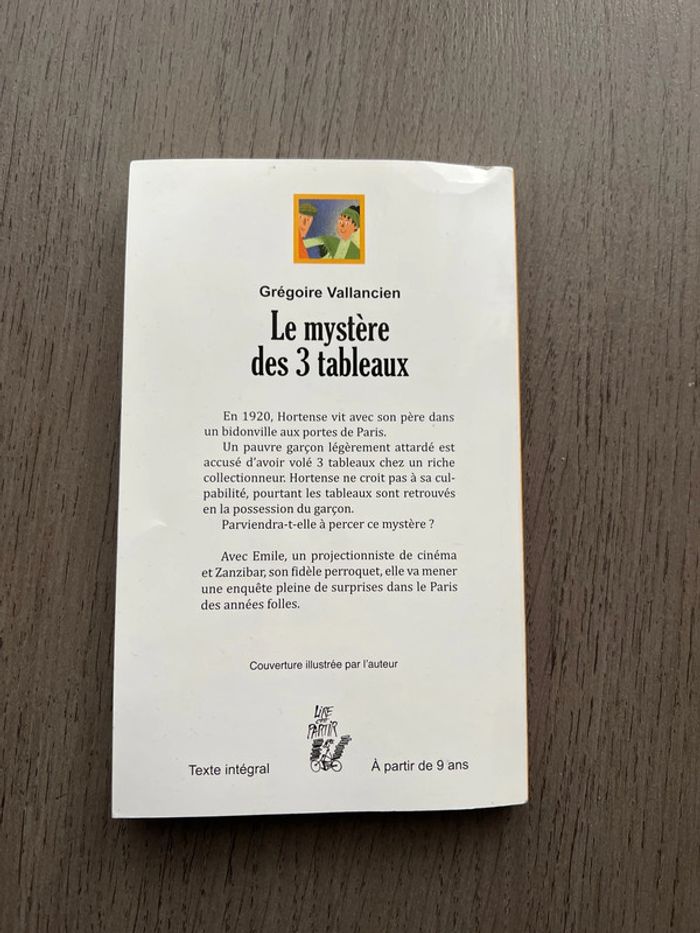 Grégoire Vallancien
Le mystère
des 3 tableaux
En 1920, Hortense vit avec son père dans
un bidonville aux portes de Paris.
Un pauvre garçon légèrement attardé est
accusé d'avoir volé 3 tableaux chez un riche
collectionneur. Hortense ne croit pas à sa cul-
pabilité, pourtant les tableaux sont retrouvés
en la possession du garçon.
Parviendra-t-elle à percer ce mystère ?
Avec Emile, un projectionniste de cinéma
et Zanzibar, son fidèle perroquet, elle va mener
une enquête pleine de surprises dans le Paris
des années folles.
Couverture illustrée par l'auteur
LIRE
C'EST
PARTIR
Texte intégral
À partir de 9 ans